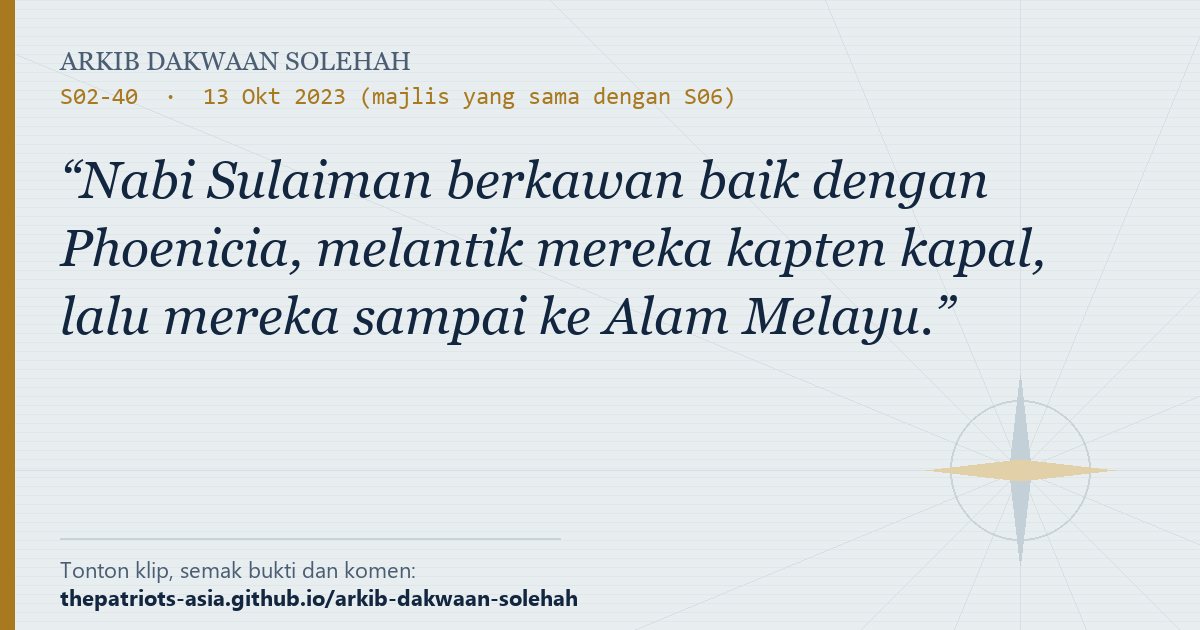 ARKIB DAKWAAN SOLEHAH
S02-40 · 13 Okt 2023 (majlis yang sama dengan S06)
“Nabi Sulaiman berkawan baik dengan
Phoenicia, melantik mereka kapten kapal,
lalu mereka sampai ke Alam Melayu.”
Tonton klip, semak bukti dan komen:
thepatriots-asia.github.io/arkib-dakwaan-solehah